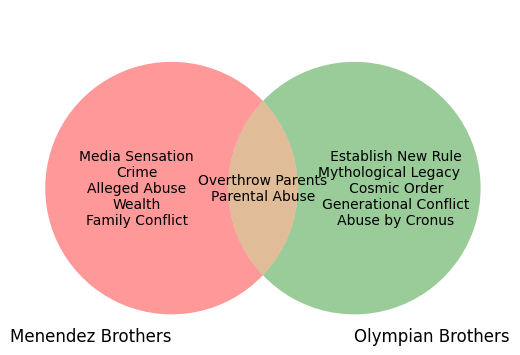 Media Sensation
Crime
Alleged Abuse
Wealth
Family Conflict
Overthrow Parents
Parental Abuse
Establish New Rule
Mythological Legacy
Cosmic Order
Generational Conflict
Abuse by Cronus
Menendez Brothers
Olympian Brothers